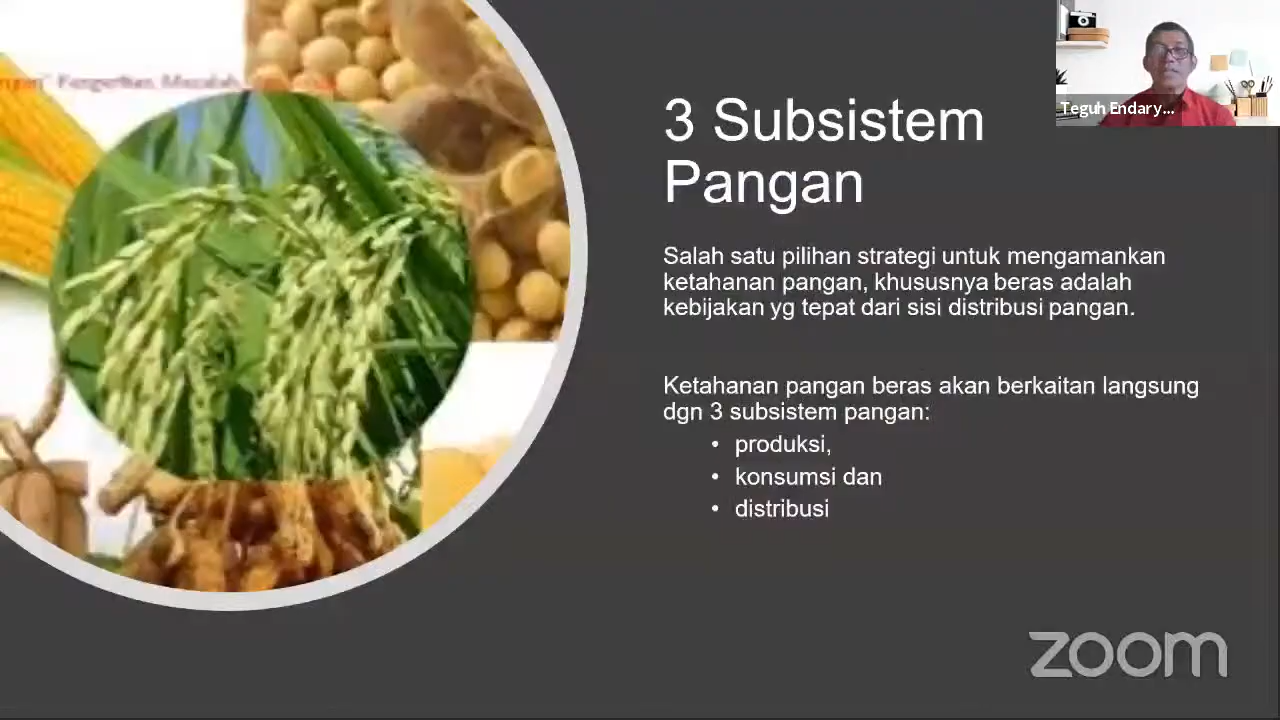 3 Subsistem
Pangan
Salah satu pilihan strategi untuk mengamankan
ketahanan pangan, khususnya beras adalah
kebijakan yg tepat dari sisi distribusi pangan.
Ketahanan pangan beras akan berkaitan langsung
dgn 3 subsistem pangan:
• produksi,
• konsumsi dan
• distribusi
Teguh Endary...
zoom